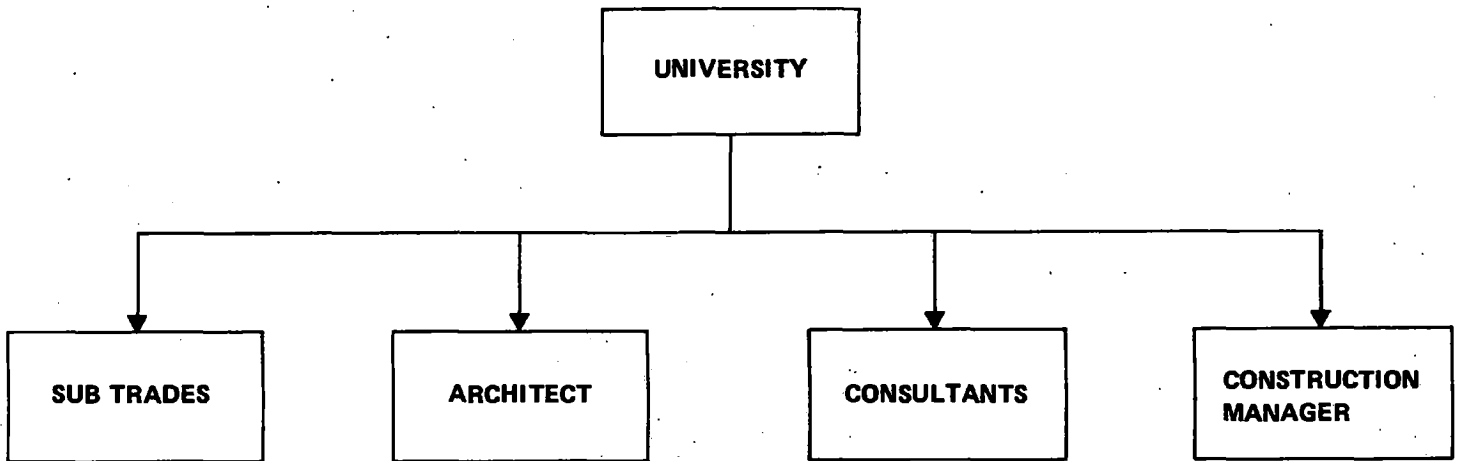 UNIVERSITY
SUB TRADES
ARCHITECT
CONSULTANTS
CONSTRUCTION
MANAGER